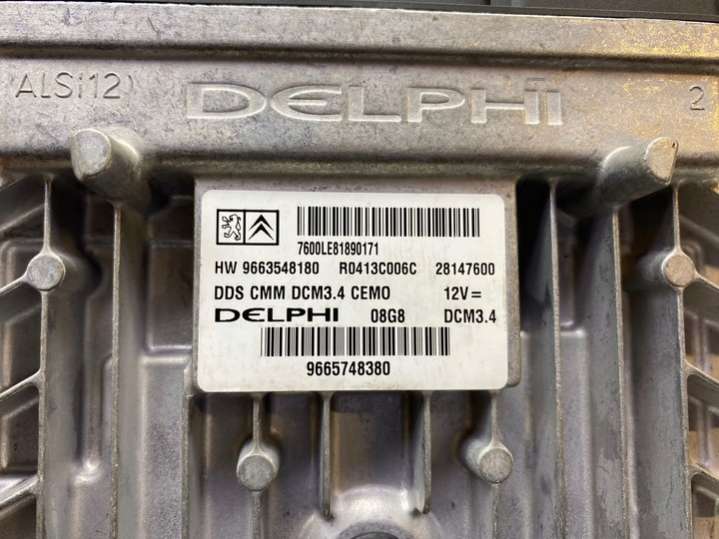 (ALSi12) DELPHI 2
7600LE81890171
HW 9663548180 R0413C006C 28147600
DDS CMM DCM3.4 CEMO 12V=
DELPHI 08G8 DCM3.4
9665748380